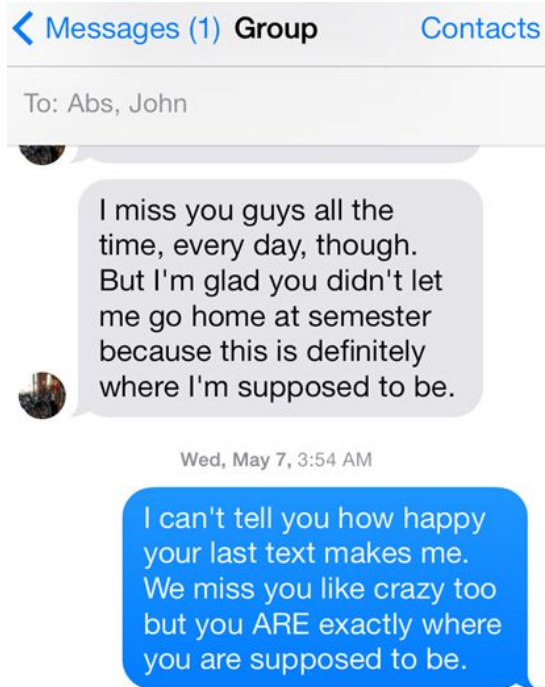 Messages (1) Group Contacts
To: Abs, John
I miss you guys all the
time, every day, though.
But I'm glad you didn't let
me go home at semester
because this is definitely
where I'm supposed to be.
Wed, May 7, 3:54 AM
I can't tell you how happy
your last text makes me.
We miss you like crazy too
but you ARE exactly where
you are supposed to be.